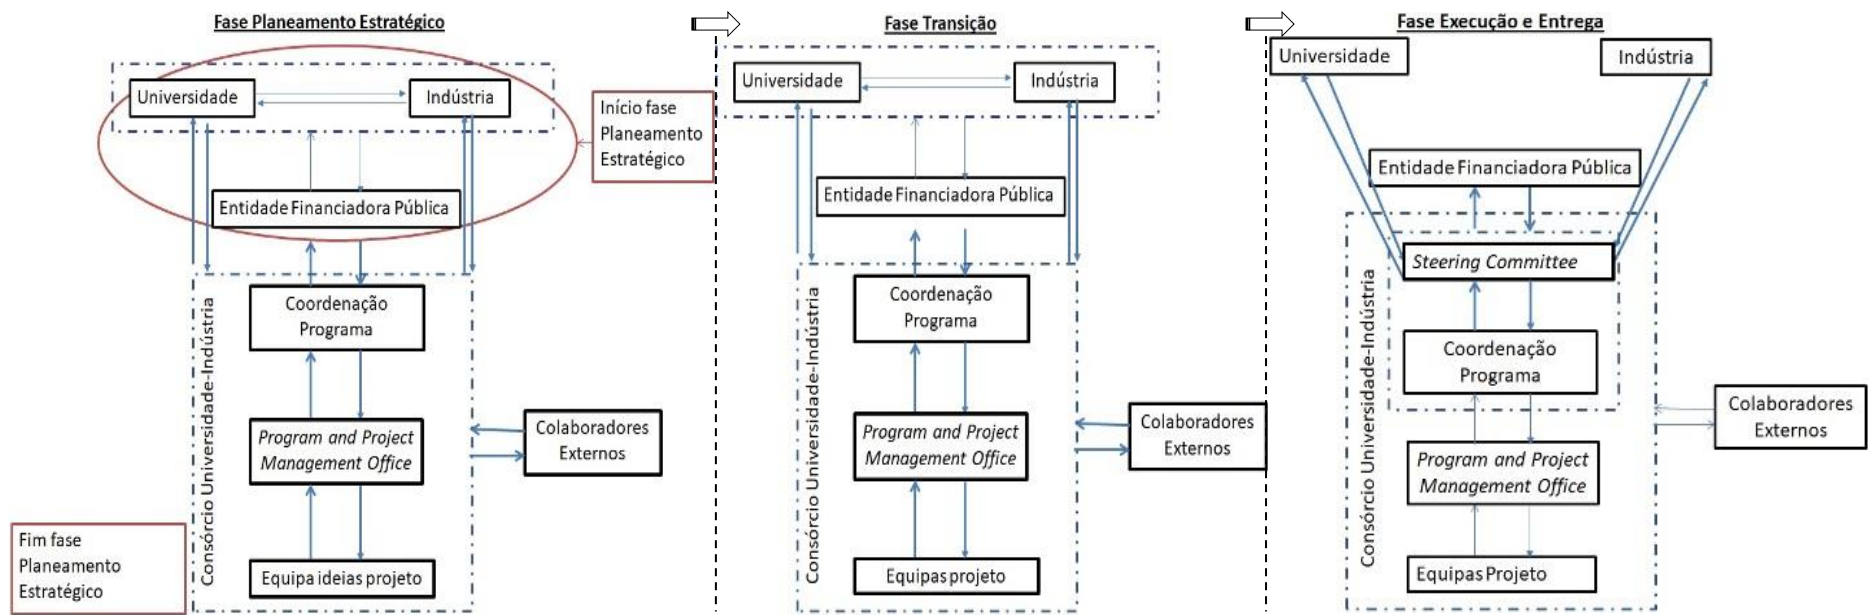 Fase Planeamento Estratégico
Universidade
Indústria
Início fase
Planeamento
Estratégico
Entidade Financiadora Pública
Consórcio Universidade-Indústria
Coordenação
Programa
Program and Project
Management Office
Colaboradores
Externos
Equipa ideias projeto
Fim fase
Planeamento
Estratégico
Fase Transição
Universidade
Indústria
Entidade Financiadora Pública
Consórcio Universidade-Indústria
Coordenação
Programa
Program and Project
Management Office
Colaboradores
Externos
Equipas projeto
Fase Execução e Entrega
Universidade
Indústria
Entidade Financiadora Pública
Consórcio Universidade-Indústria
Steering Committee
Coordenação
Programa
Program and Project
Management Office
Colaboradores
Externos
Equipas Projeto